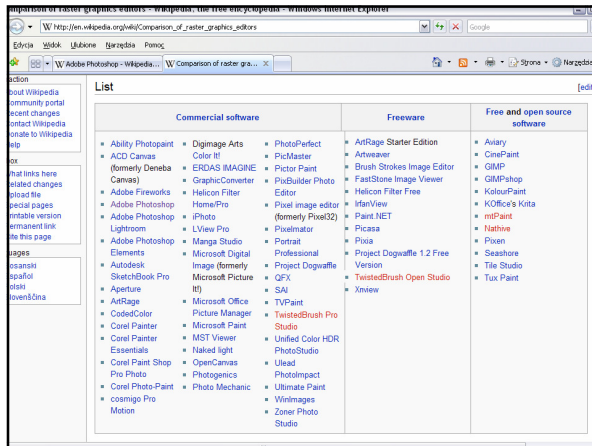 mparison of raster graphics editors - Wikipedia, the free encyclopedia - Windows Internet Explorer
http://en.wikipedia.org/wiki/Comparison_of_raster_graphics_editors
Google
Edycja Widok Ulubione Narzędzia Pomoc
Adobe Photoshop - Wikipedia...
Comparison of raster gra...
Strona
Narzędzia
action
bout Wikipedia
ommunity portal
ecent changes
ontact Wikipedia
onate to Wikipedia
elp
box
hat links here
elated changes
pload file
pecial pages
rintable version
ermanent link
ite this page
uages
osanski
spañol
olski
lovenščina
List
[edit
Commercial software
Ability Photopaint
ACD Canvas
(formerly Deneba
Canvas)
Adobe Fireworks
Adobe Photoshop
Adobe Photoshop
Lightroom
Adobe Photoshop
Elements
Autodesk
SketchBook Pro
Aperture
ArtRage
CodedColor
Corel Painter
Corel Painter
Essentials
Corel Paint Shop
Pro Photo
Corel Photo-Paint
cosmigo Pro
Motion
Digimage Arts
Color It!
ERDAS IMAGINE
GraphicConverter
Helicon Filter
Home/Pro
iPhoto
LView Pro
Manga Studio
Microsoft Digital
Image (formerly
Microsoft Picture
It!)
Microsoft Office
Picture Manager
Microsoft Paint
MST Viewer
Naked light
OpenCanvas
Photogenics
Photo Mechanic
PhotoPerfect
PicMaster
Pictor Paint
PixBuilder Photo
Editor
Pixel image editor
(formerly Pixel32)
Pixelmator
Portrait
Professional
Project Dogwaffle
QFX
SAI
TVPaint
TwistedBrush Pro
Studio
Unified Color HDR
PhotoStudio
Ulead
PhotoImpact
Ultimate Paint
WinImages
Zoner Photo
Studio
Freeware
ArtRage Starter Edition
Artweaver
Brush Strokes Image Editor
FastStone Image Viewer
Helicon Filter Free
IrfanView
Paint.NET
Picasa
Pixia
Project Dogwaffle 1.2 Free
Version
TwistedBrush Open Studio
Xnview
Free and open source
software
Aviary
CinePaint
GIMP
GIMPshop
KolourPaint
KOffice's Krita
mtPaint
Nathive
Pixen
Seashore
Tile Studio
Tux Paint